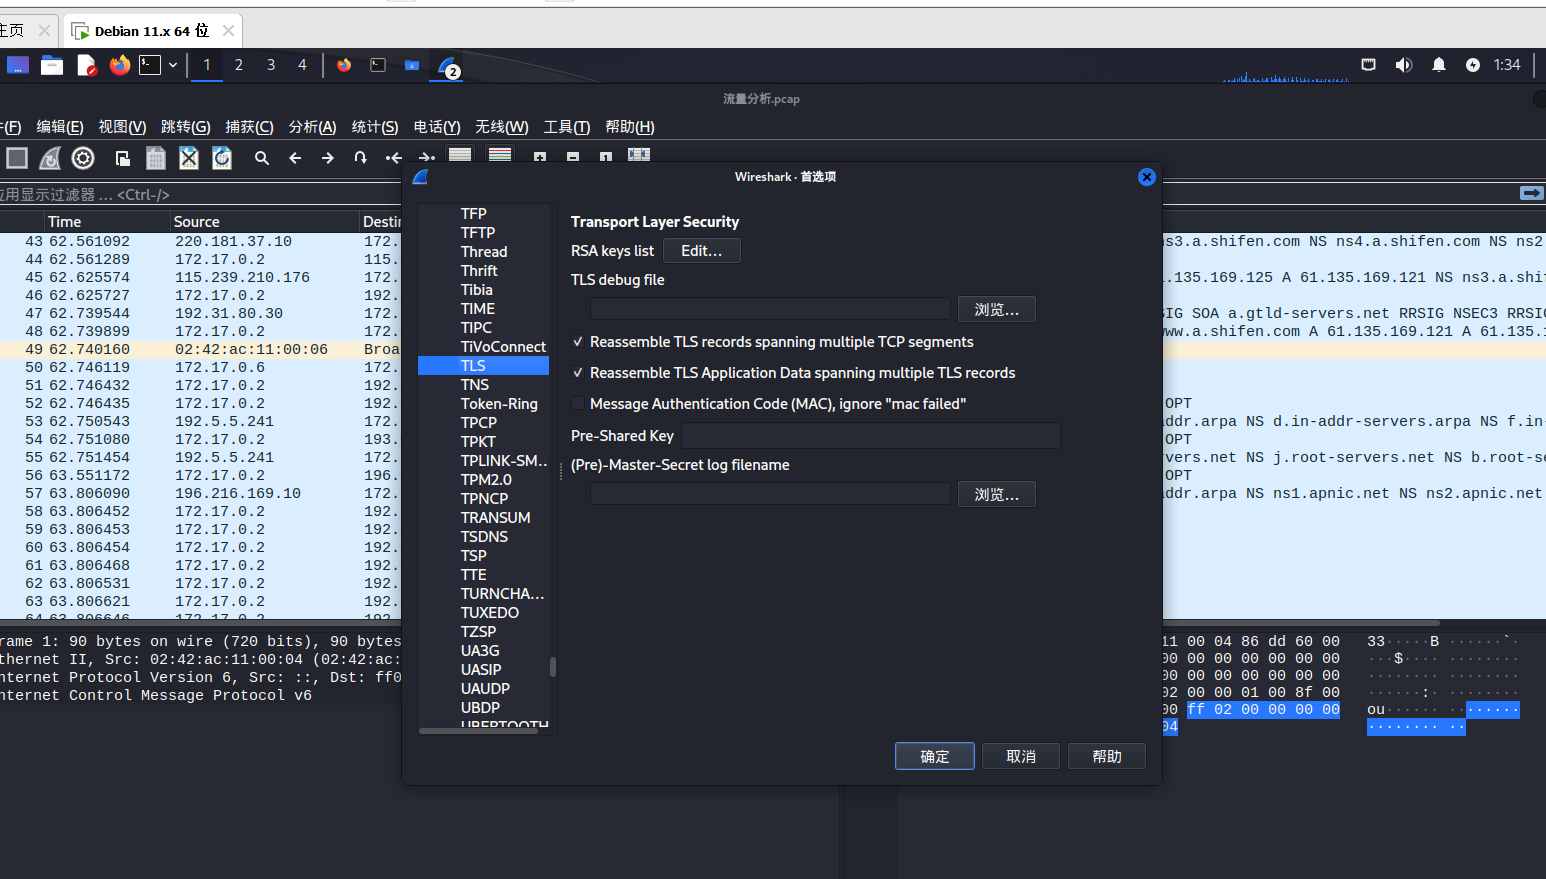 主页
Debian 11.x 64 位
1 2 3 4
2
1:34
流量分析.pcap
(F) 编辑(E) 视图(V) 跳转(G) 捕获(C) 分析(A) 统计(S) 电话(Y) 无线(W) 工具(T) 帮助(H)
应用显示过滤器 … <Ctrl-/>
Time Source Destin
43 62.561092 220.181.37.10 172.
44 62.561289 172.17.0.2 115.
45 62.625574 115.239.210.176 172.
46 62.625727 172.17.0.2 192.
47 62.739544 192.31.80.30 172.
48 62.739899 172.17.0.2 172.
49 62.740160 02:42:ac:11:00:06 Broa
50 62.746119 172.17.0.6 172.
51 62.746432 172.17.0.2 192.
52 62.746435 172.17.0.2 192.
53 62.750543 192.5.5.241 172.
54 62.751080 172.17.0.2 193.
55 62.751454 192.5.5.241 172.
56 63.551172 172.17.0.2 196.
57 63.806090 196.216.169.10 172.
58 63.806452 172.17.0.2 192.
59 63.806453 172.17.0.2 192.
60 63.806454 172.17.0.2 192.
61 63.806468 172.17.0.2 192.
62 63.806531 172.17.0.2 192.
63 63.806621 172.17.0.2 192.
64 63.806646 172.17.0.2 192.
ns3.a.shifen.com NS ns4.a.shifen.com NS ns2
.135.169.125 A 61.135.169.121 NS ns3.a.shif
SIG SOA a.gtld-servers.net RRSIG NSEC3 RRSIG
www.a.shifen.com A 61.135.169.121 A 61.135.1
OPT
ddr.arpa NS d.in-addr-servers.arpa NS f.in-
OPT
vers.net NS j.root-servers.net NS b.root-se
OPT
addr.arpa NS ns1.apnic.net NS ns2.apnic.net
Wireshark · 首选项
TFP
TFTP
Thread
Thrift
Tibia
TIME
TIPC
TiVoConnect
TLS
TNS
Token-Ring
TPCP
TPKT
TPLINK-SM..
TPM2.0
TPNCP
TRANSUM
TSDNS
TSP
TTE
TURNCHA…
TUXEDO
TZSP
UA3G
UASIP
UAUDP
UBDP
UBERTOOTH
Transport Layer Security
RSA keys list Edit…
TLS debug file
浏览…
Reassemble TLS records spanning multiple TCP segments
Reassemble TLS Application Data spanning multiple TLS records
Message Authentication Code (MAC), ignore "mac failed"
Pre-Shared Key
(Pre)-Master-Secret log filename
浏览…
确定 取消 帮助
rame 1: 90 bytes on wire (720 bits), 90 bytes
thernet II, Src: 02:42:ac:11:00:04 (02:42:ac:
nternet Protocol Version 6, Src: ::, Dst: ff0
nternet Control Message Protocol v6
11 00 04 86 dd 60 00 33·····B ······`·
00 00 00 00 00 00 00 ···$···· ········
00 00 00 00 00 00 00 ········ ········
02 00 00 01 00 8f 00 ······:· ········
00 ff 02 00 00 00 00 ou······ ········
04 ········ ··